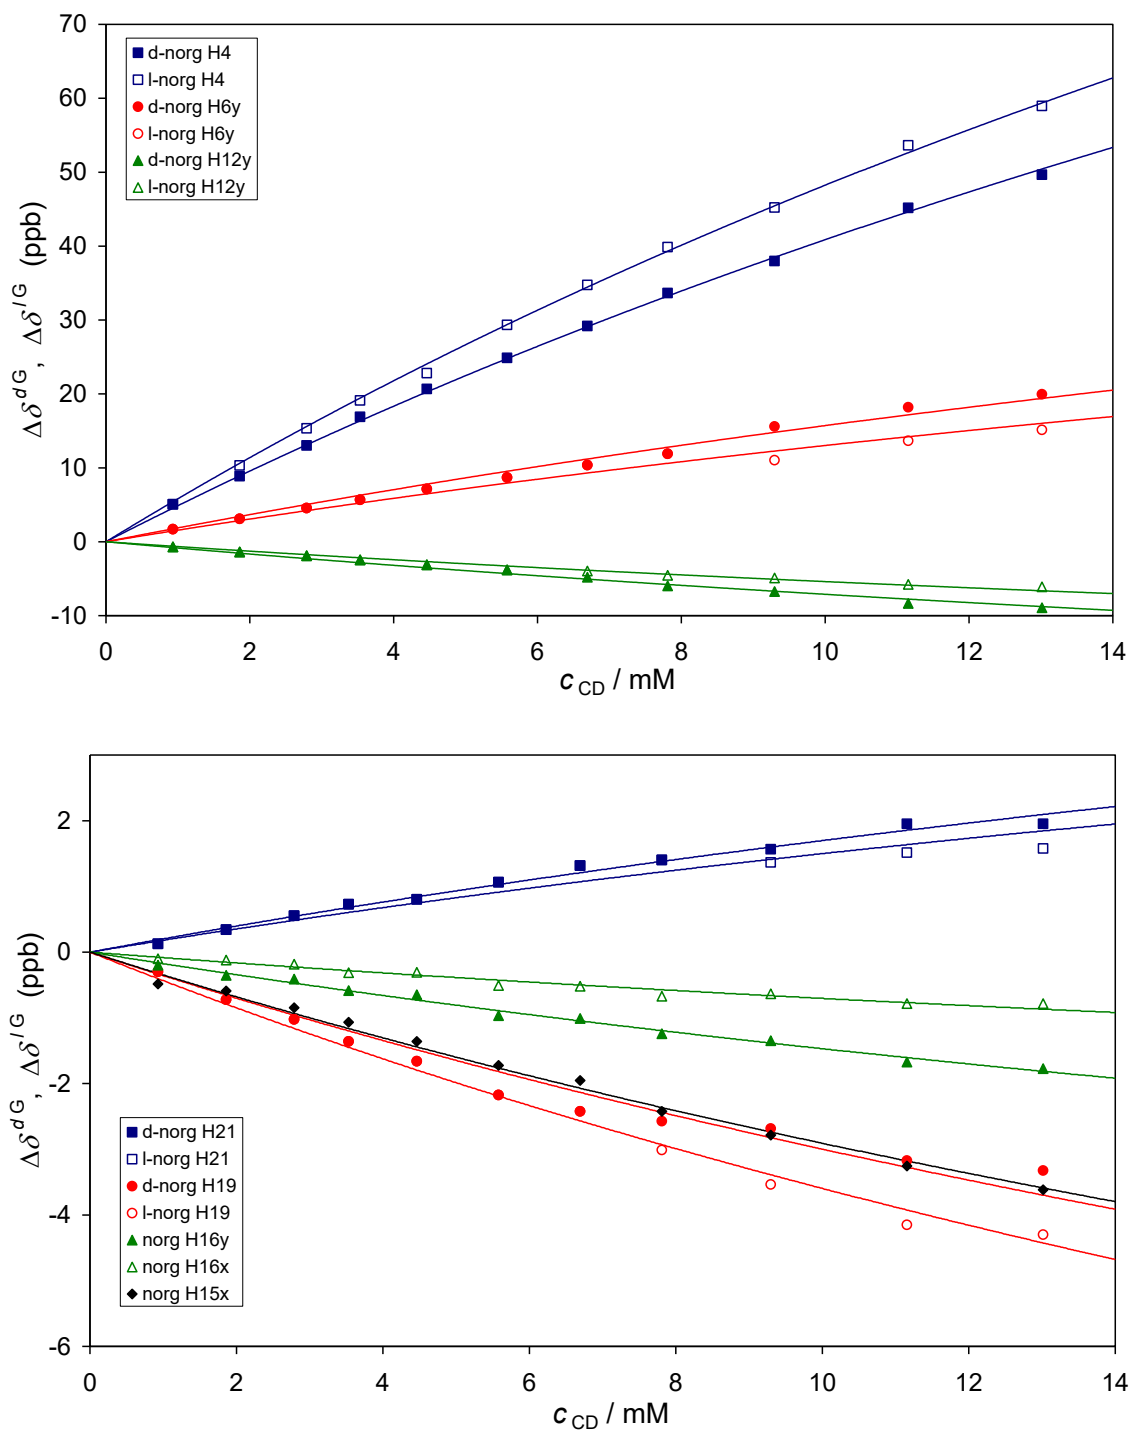 70
60
50
40
30
20
10
0
-10
Δδ^dG , Δδ^lG (ppb)
d-norg H4
l-norg H4
d-norg H6y
l-norg H6y
d-norg H12y
l-norg H12y
0 2 4 6 8 10 12 14
c CD / mM
2
0
-2
-4
-6
Δδ^dG , Δδ^lG (ppb)
d-norg H21
l-norg H21
d-norg H19
l-norg H19
norg H16y
norg H16x
norg H15x
0 2 4 6 8 10 12 14
c CD / mM